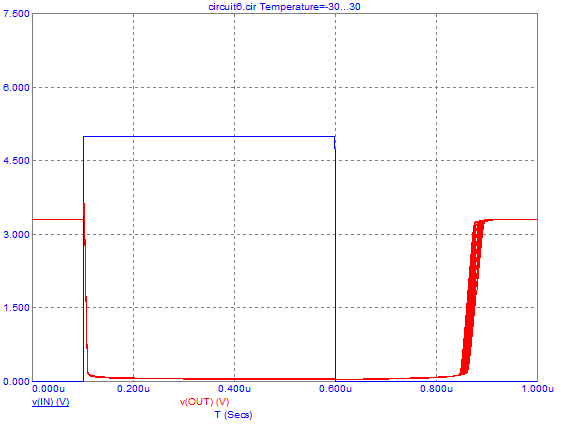 circuit6.cir Temperature=-30...30
7.500
6.000
4.500
3.000
1.500
0.000
0.000u 0.200u 0.400u 0.600u 0.800u 1.000u
v(IN) (V) v(OUT) (V)
T (Secs)